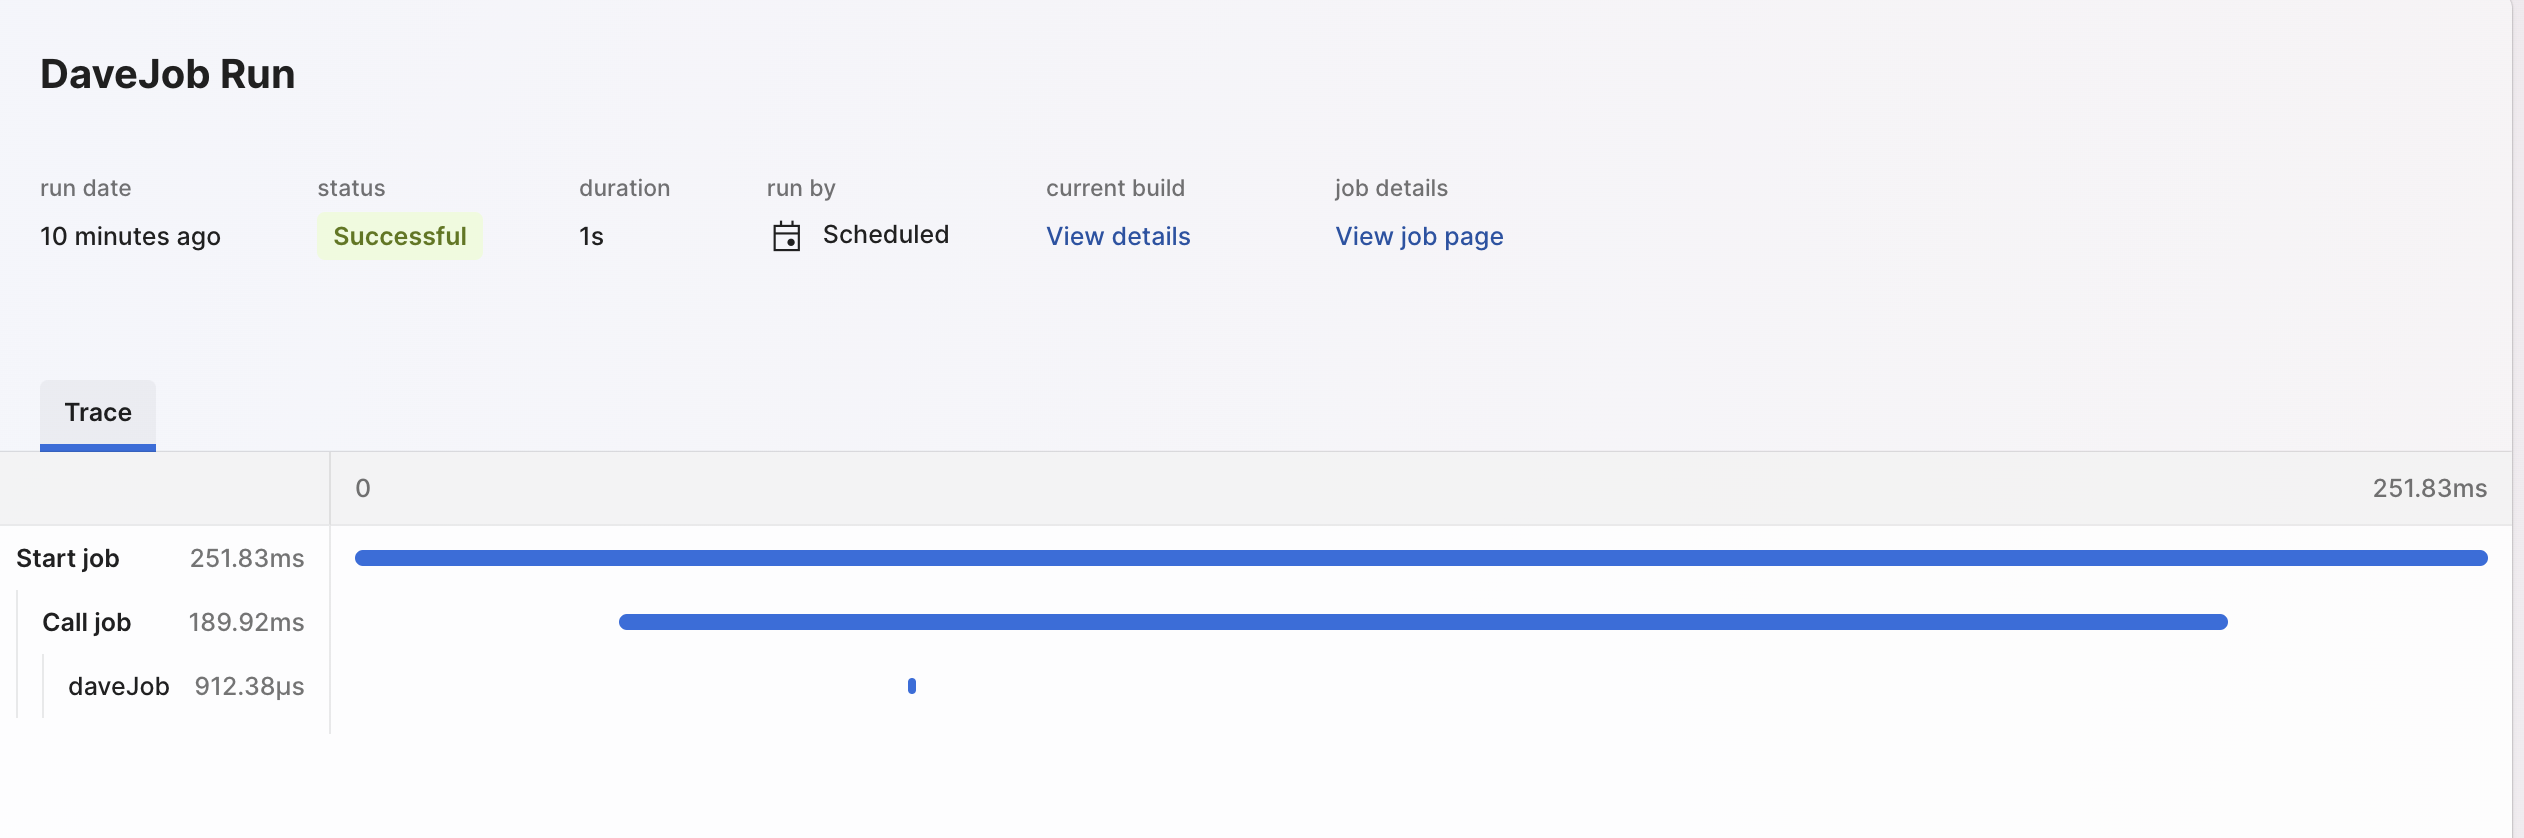 DaveJob Run
run date status duration run by current build job details
10 minutes ago Successful 1s Scheduled View details View job page
Trace
0 251.83ms
Start job 251.83ms
Call job 189.92ms
daveJob 912.38µs